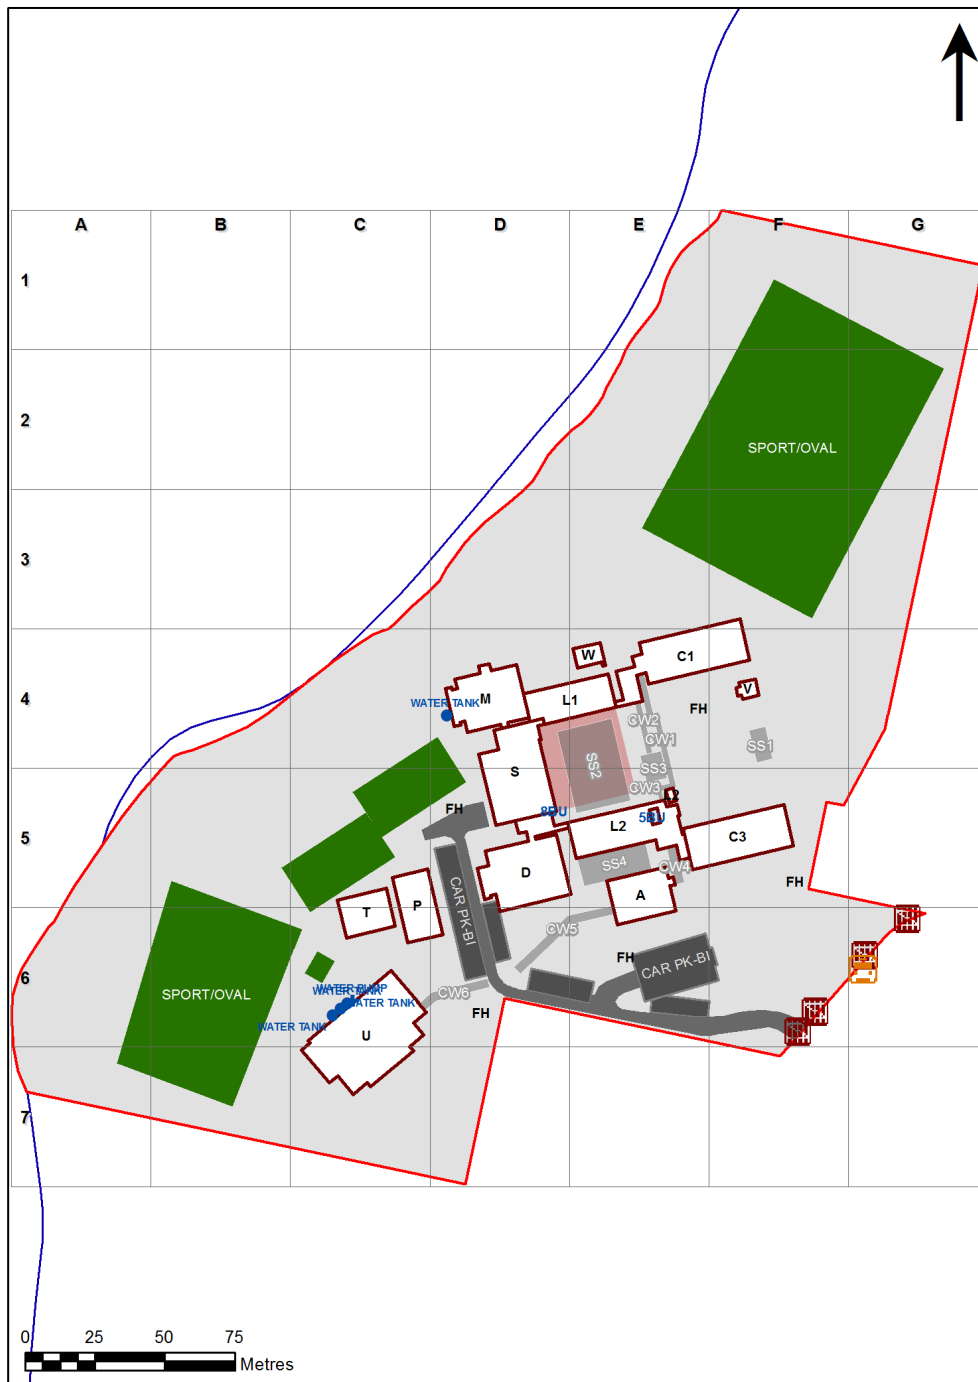 A B C D E F G
1
2
SPORT/OVAL
3
W C1
M L1 V
4
WATER TANK
CW2 FH
CW1 SS1
S SS2 SS3
CW3
FH 8BU L2 5BU
5
C3
SS4 CW4
CAR PK-BI D FH
A
T P
CW5
FH
CAR PK-BI
6
SPORT/OVAL
CW6
WATER TANK
WATER TANK
WATER TANK
FH
U
7
0 25 50 75
Metres